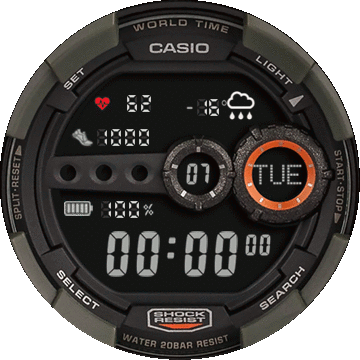 WORLD TIME
CASIO
SET
LIGHT
62
-16°
1000
SPLIT-RESET
07
TUE
START-STOP
100%
00:00 00
SELECT
SEARCH
SHOCK
RESIST
WATER 20BAR RESIST